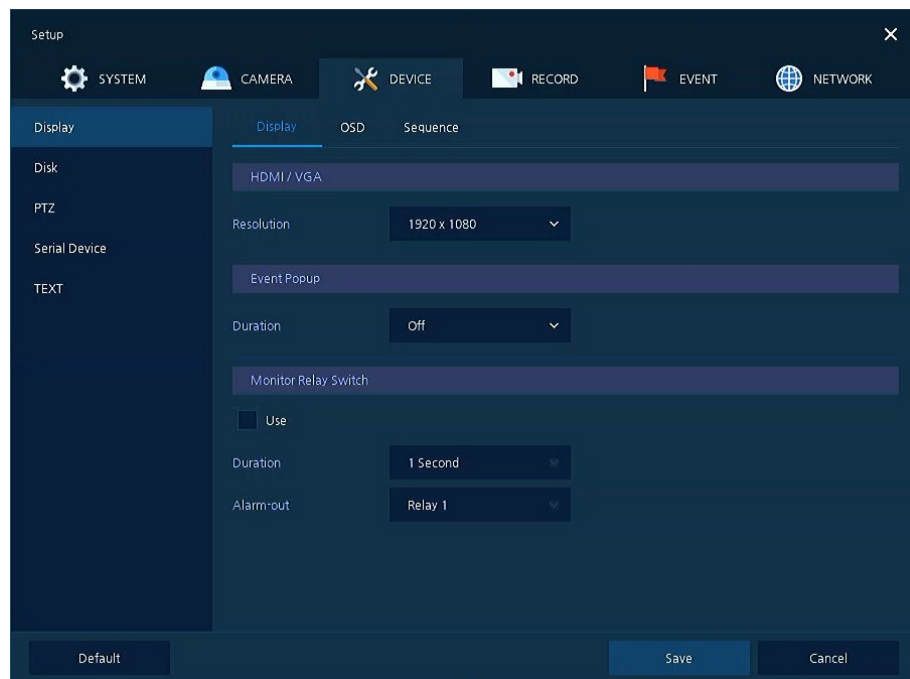 Setup
SYSTEM CAMERA DEVICE RECORD EVENT NETWORK
Display
Disk
PTZ
Serial Device
TEXT
Display OSD Sequence
HDMI / VGA
Resolution 1920 x 1080
Event Popup
Duration Off
Monitor Relay Switch
Use
Duration 1 Second
Alarm-out Relay 1
Default Save Cancel